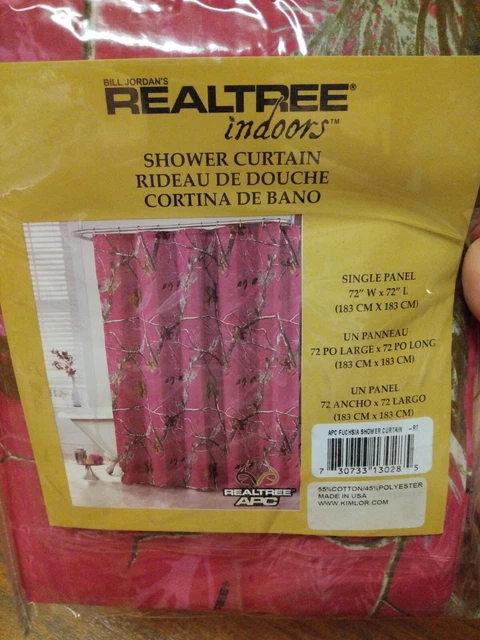 BILL JORDAN'S
REALTREE®
indoors™
SHOWER CURTAIN
RIDEAU DE DOUCHE
CORTINA DE BANO
SINGLE PANEL
72" W x 72" L
(183 CM X 183 CM)
UN PANNEAU
72 PO LARGE x 72 PO LONG
(183 cm x 183 cm)
UN PANEL
72 ANCHO x 72 LARGO
(183 cm x 183 cm)
APC FUCHSIA SHOWER CURTAIN -RT
7 30733 13028 5
55%COTTON/45%POLYESTER
MADE IN USA
WWW.KIMLOR.COM
REALTREE®
APC